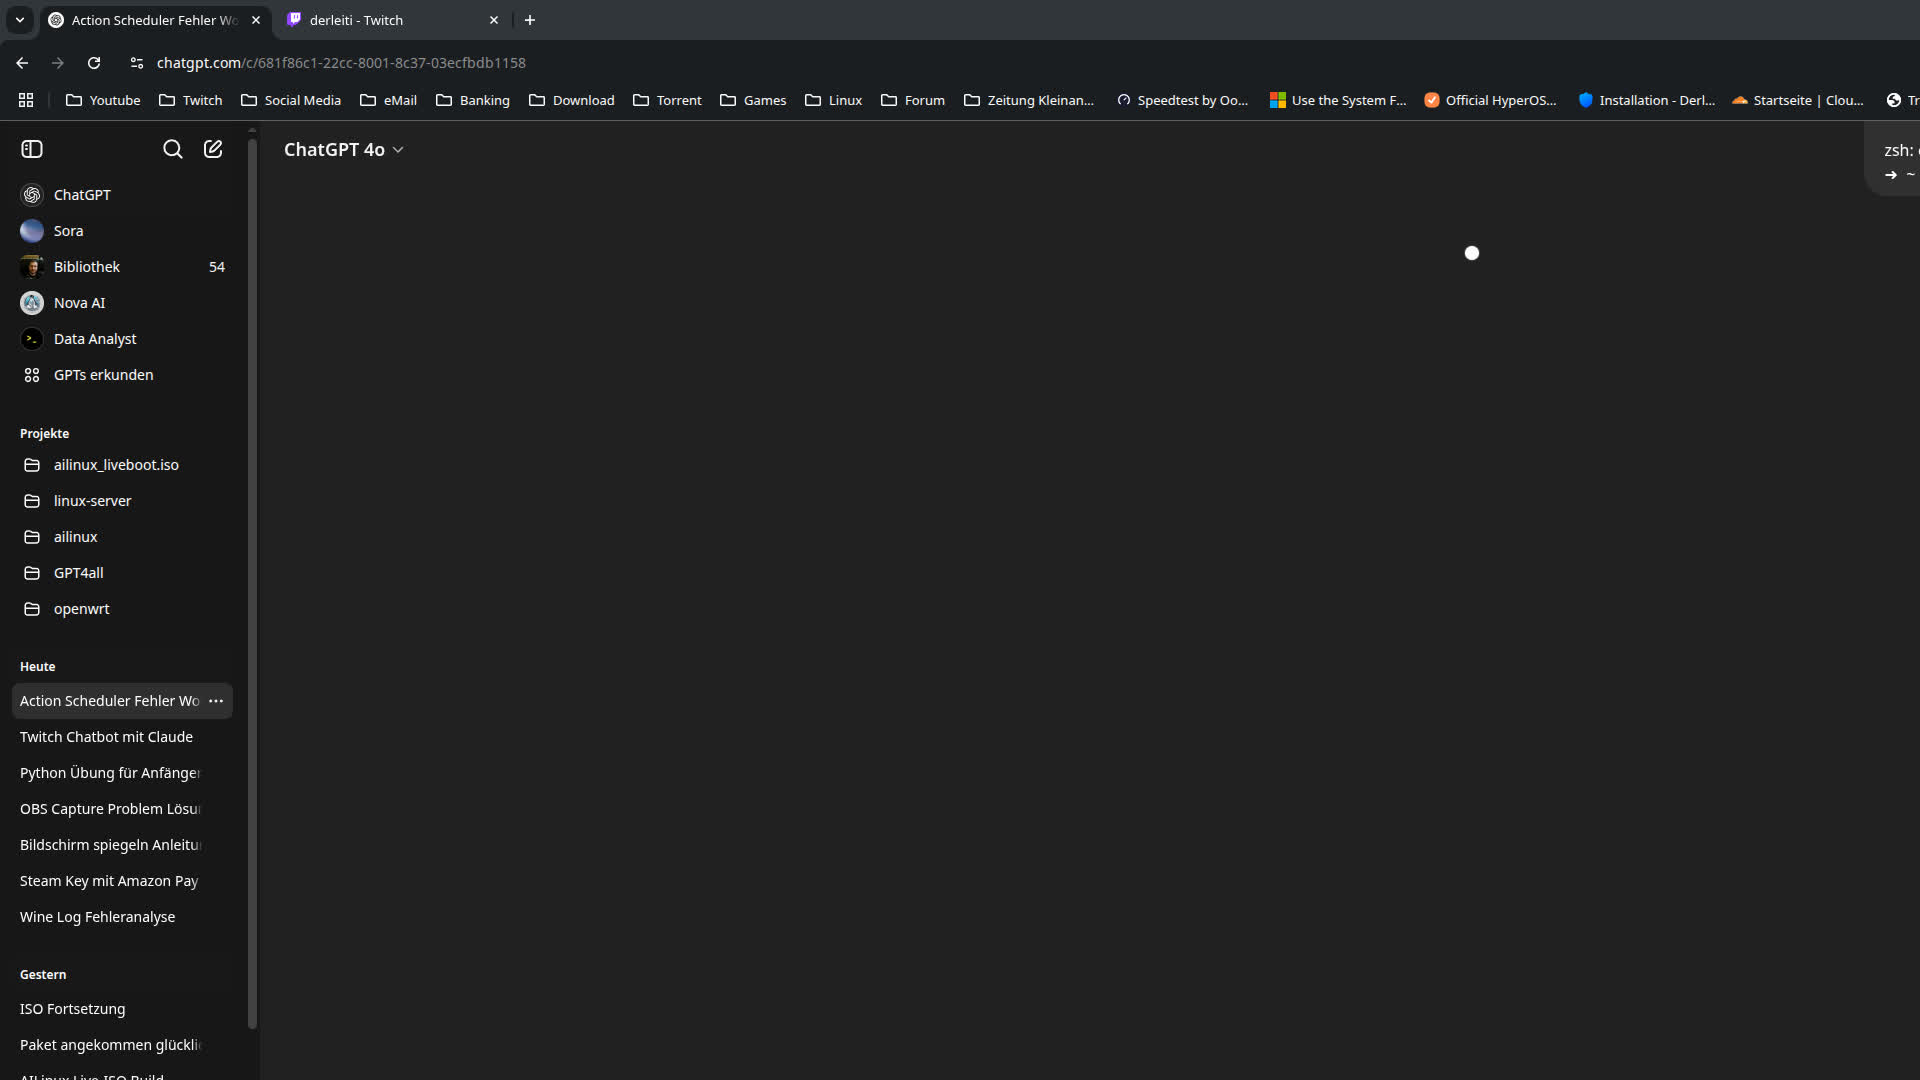 Action Scheduler Fehler Wo
derleiti - Twitch
chatgpt.com/c/681f86c1-22cc-8001-8c37-03ecfbdb1158
Youtube
Twitch
Social Media
eMail
Banking
Download
Torrent
Games
Linux
Forum
Zeitung Kleinan...
Speedtest by Oo...
Use the System F...
Official HyperOS...
Installation - Derl...
Startseite | Clou...
Tr
ChatGPT 4o
zsh:
➜ ~
ChatGPT
Sora
Bibliothek 54
Nova AI
Data Analyst
GPTs erkunden
Projekte
ailinux_liveboot.iso
linux-server
ailinux
GPT4all
openwrt
Heute
Action Scheduler Fehler Wo
Twitch Chatbot mit Claude
Python Übung für Anfänger
OBS Capture Problem Lösu
Bildschirm spiegeln Anleitu
Steam Key mit Amazon Pay
Wine Log Fehleranalyse
Gestern
ISO Fortsetzung
Paket angekommen glückli
AILinux Live ISO Build